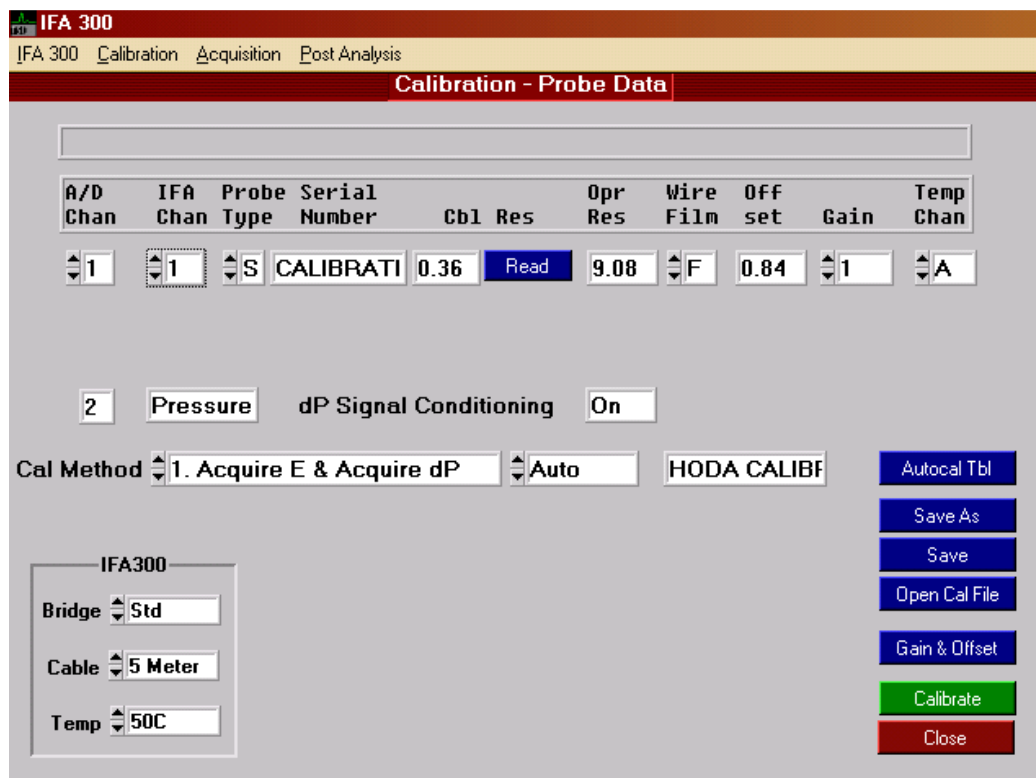 IFA 300
IFA 300 Calibration Acquisition Post Analysis
Calibration - Probe Data
A/D IFA Probe Serial Opr Wire Off Temp
Chan Chan Type Number Cbl Res Res Film set Gain Chan
1 1 S CALIBRATI 0.36 Read 9.08 F 0.84 1 A
2 Pressure dP Signal Conditioning On
Cal Method 1. Acquire E & Acquire dP Auto HODA CALIBF Autocal Tbl
Save As
Save
Open Cal File
Gain & Offset
Calibrate
Close
IFA300
Bridge Std
Cable 5 Meter
Temp 50C